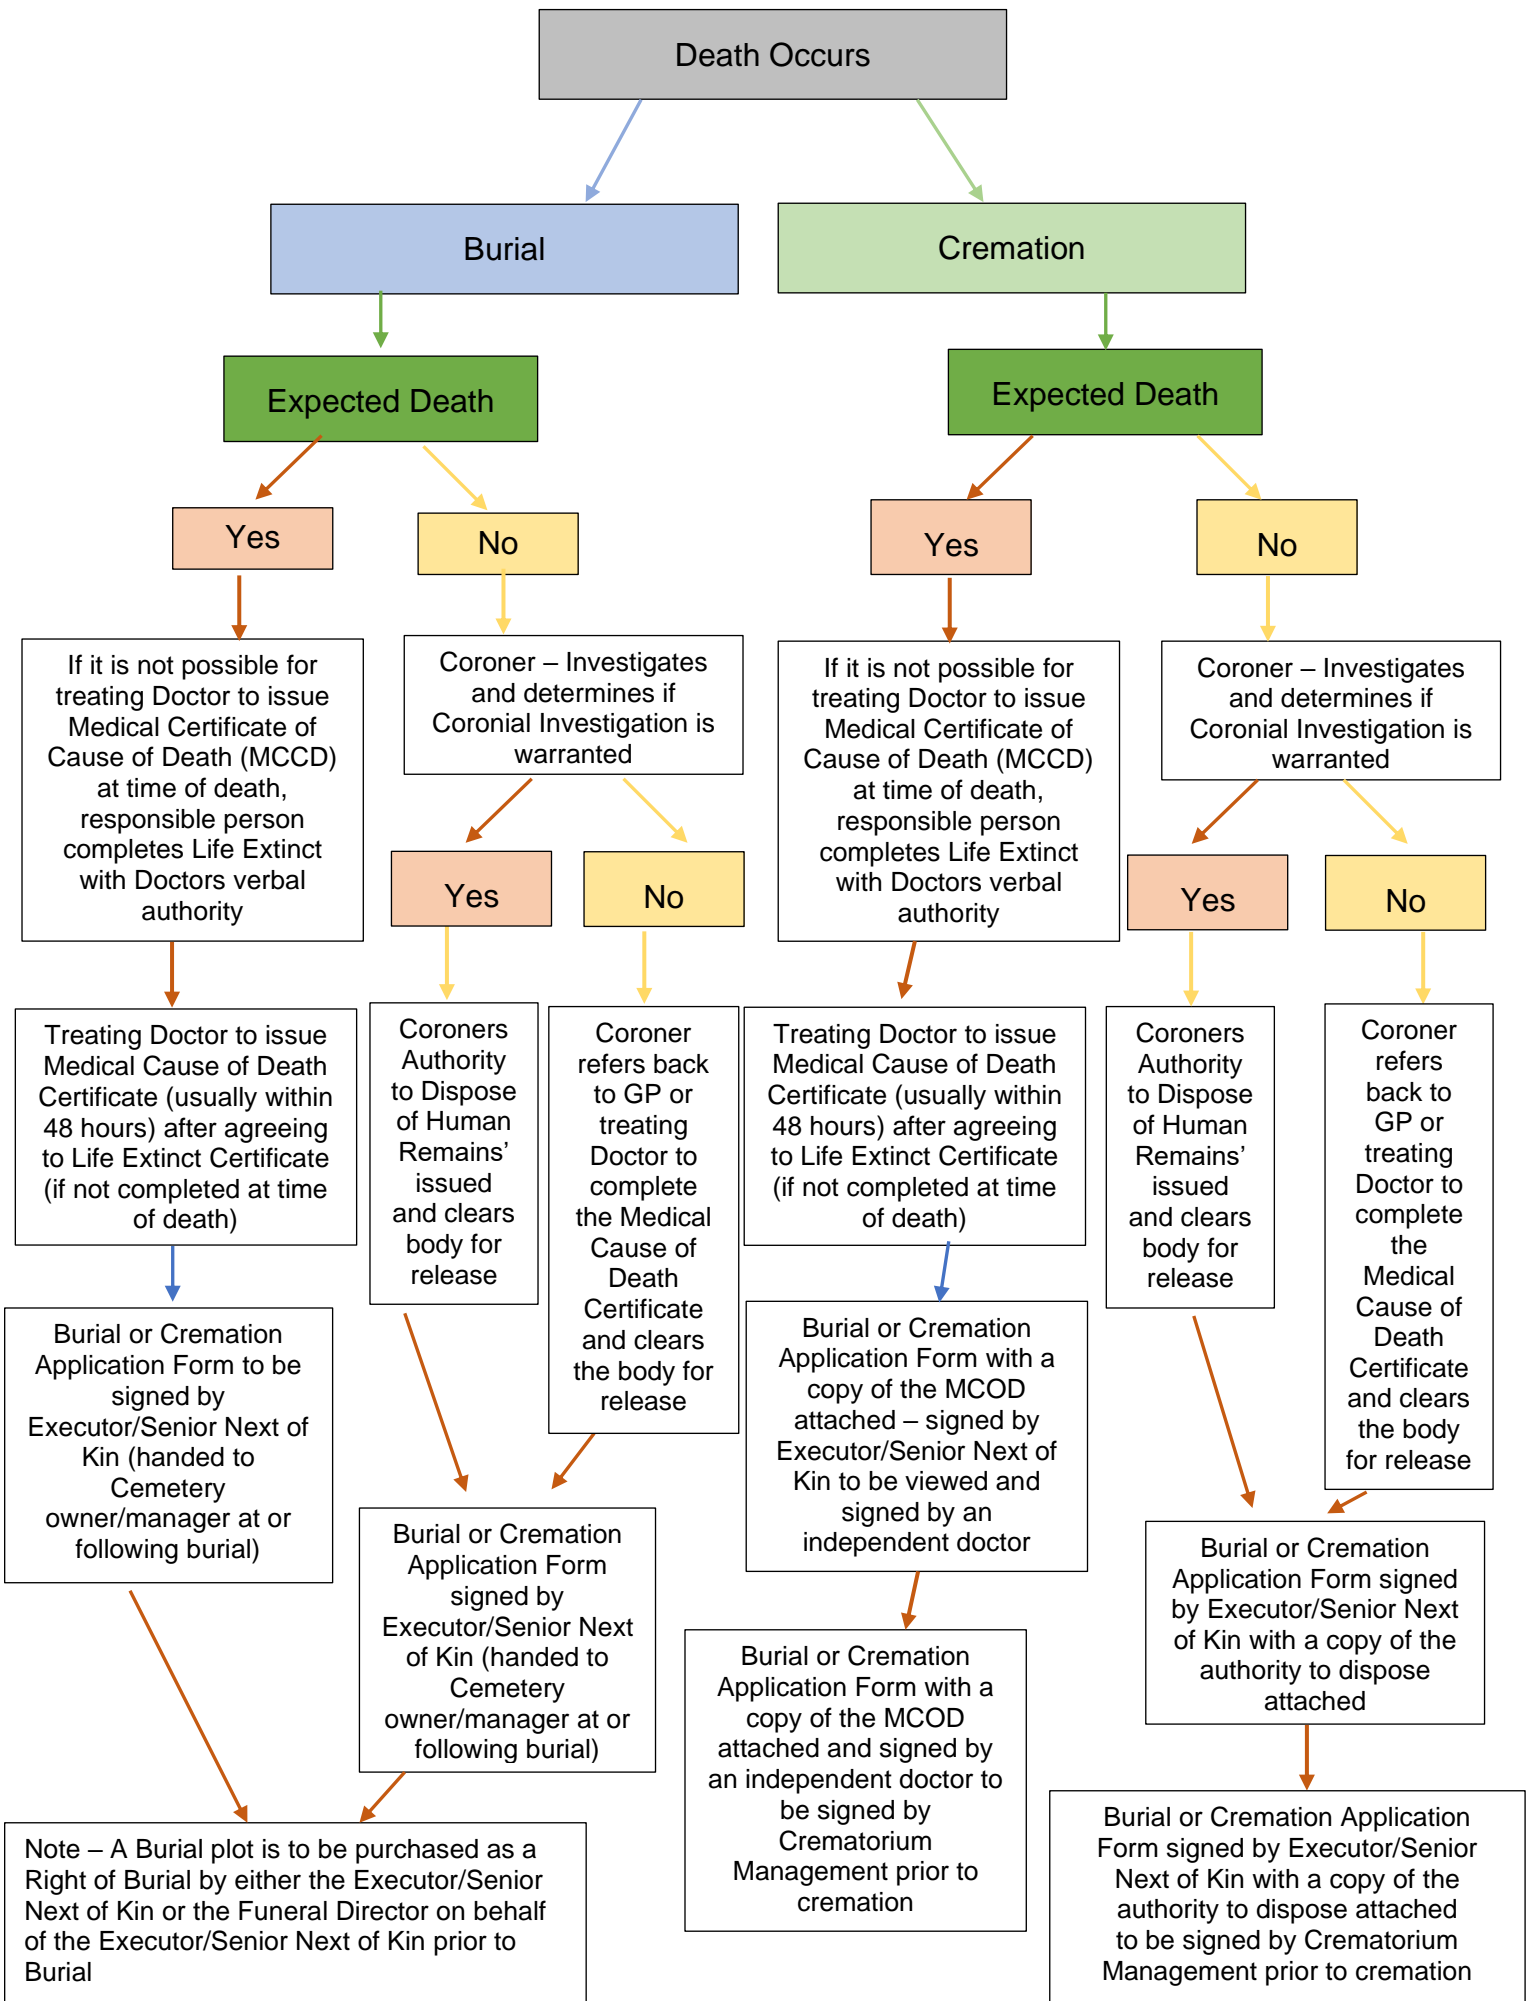 Death Occurs
Burial
Cremation
Expected Death
Expected Death
Yes
No
Yes
No
If it is not possible for
treating Doctor to issue
Medical Certificate of
Cause of Death (MCCD)
at time of death,
responsible person
completes Life Extinct
with Doctors verbal
authority
Coroner – Investigates
and determines if
Coronial Investigation is
warranted
If it is not possible for
treating Doctor to issue
Medical Certificate of
Cause of Death (MCCD)
at time of death,
responsible person
completes Life Extinct
with Doctors verbal
authority
Coroner – Investigates
and determines if
Coronial Investigation is
warranted
Yes
No
Yes
No
Treating Doctor to issue
Medical Cause of Death
Certificate (usually within
48 hours) after agreeing
to Life Extinct Certificate
(if not completed at time
of death)
Coroners
Authority
to Dispose
of Human
Remains’
issued
and clears
body for
release
Coroner
refers back
to GP or
treating
Doctor to
complete
the Medical
Cause of
Death
Certificate
and clears
the body for
release
Treating Doctor to issue
Medical Cause of Death
Certificate (usually within
48 hours) after agreeing
to Life Extinct Certificate
(if not completed at time
of death)
Coroners
Authority
to Dispose
of Human
Remains’
issued
and clears
body for
release
Coroner
refers
back to
GP or
treating
Doctor to
complete
the
Medical
Cause of
Death
Certificate
and clears
the body
for release
Burial or Cremation
Application Form to be
signed by
Executor/Senior Next of
Kin (handed to
Cemetery
owner/manager at or
following burial)
Burial or Cremation
Application Form
signed by
Executor/Senior Next
of Kin (handed to
Cemetery
owner/manager at or
following burial)
Burial or Cremation
Application Form with a
copy of the MCOD
attached – signed by
Executor/Senior Next of
Kin to be viewed and
signed by an
independent doctor
Burial or Cremation
Application Form signed
by Executor/Senior Next
of Kin with a copy of the
authority to dispose
attached
Burial or Cremation
Application Form with a
copy of the MCOD
attached and signed by
an independent doctor to
be signed by
Crematorium
Management prior to
cremation
Note – A Burial plot is to be purchased as a
Right of Burial by either the Executor/Senior
Next of Kin or the Funeral Director on behalf
of the Executor/Senior Next of Kin prior to
Burial
Burial or Cremation Application
Form signed by Executor/Senior
Next of Kin with a copy of the
authority to dispose attached
to be signed by Crematorium
Management prior to cremation